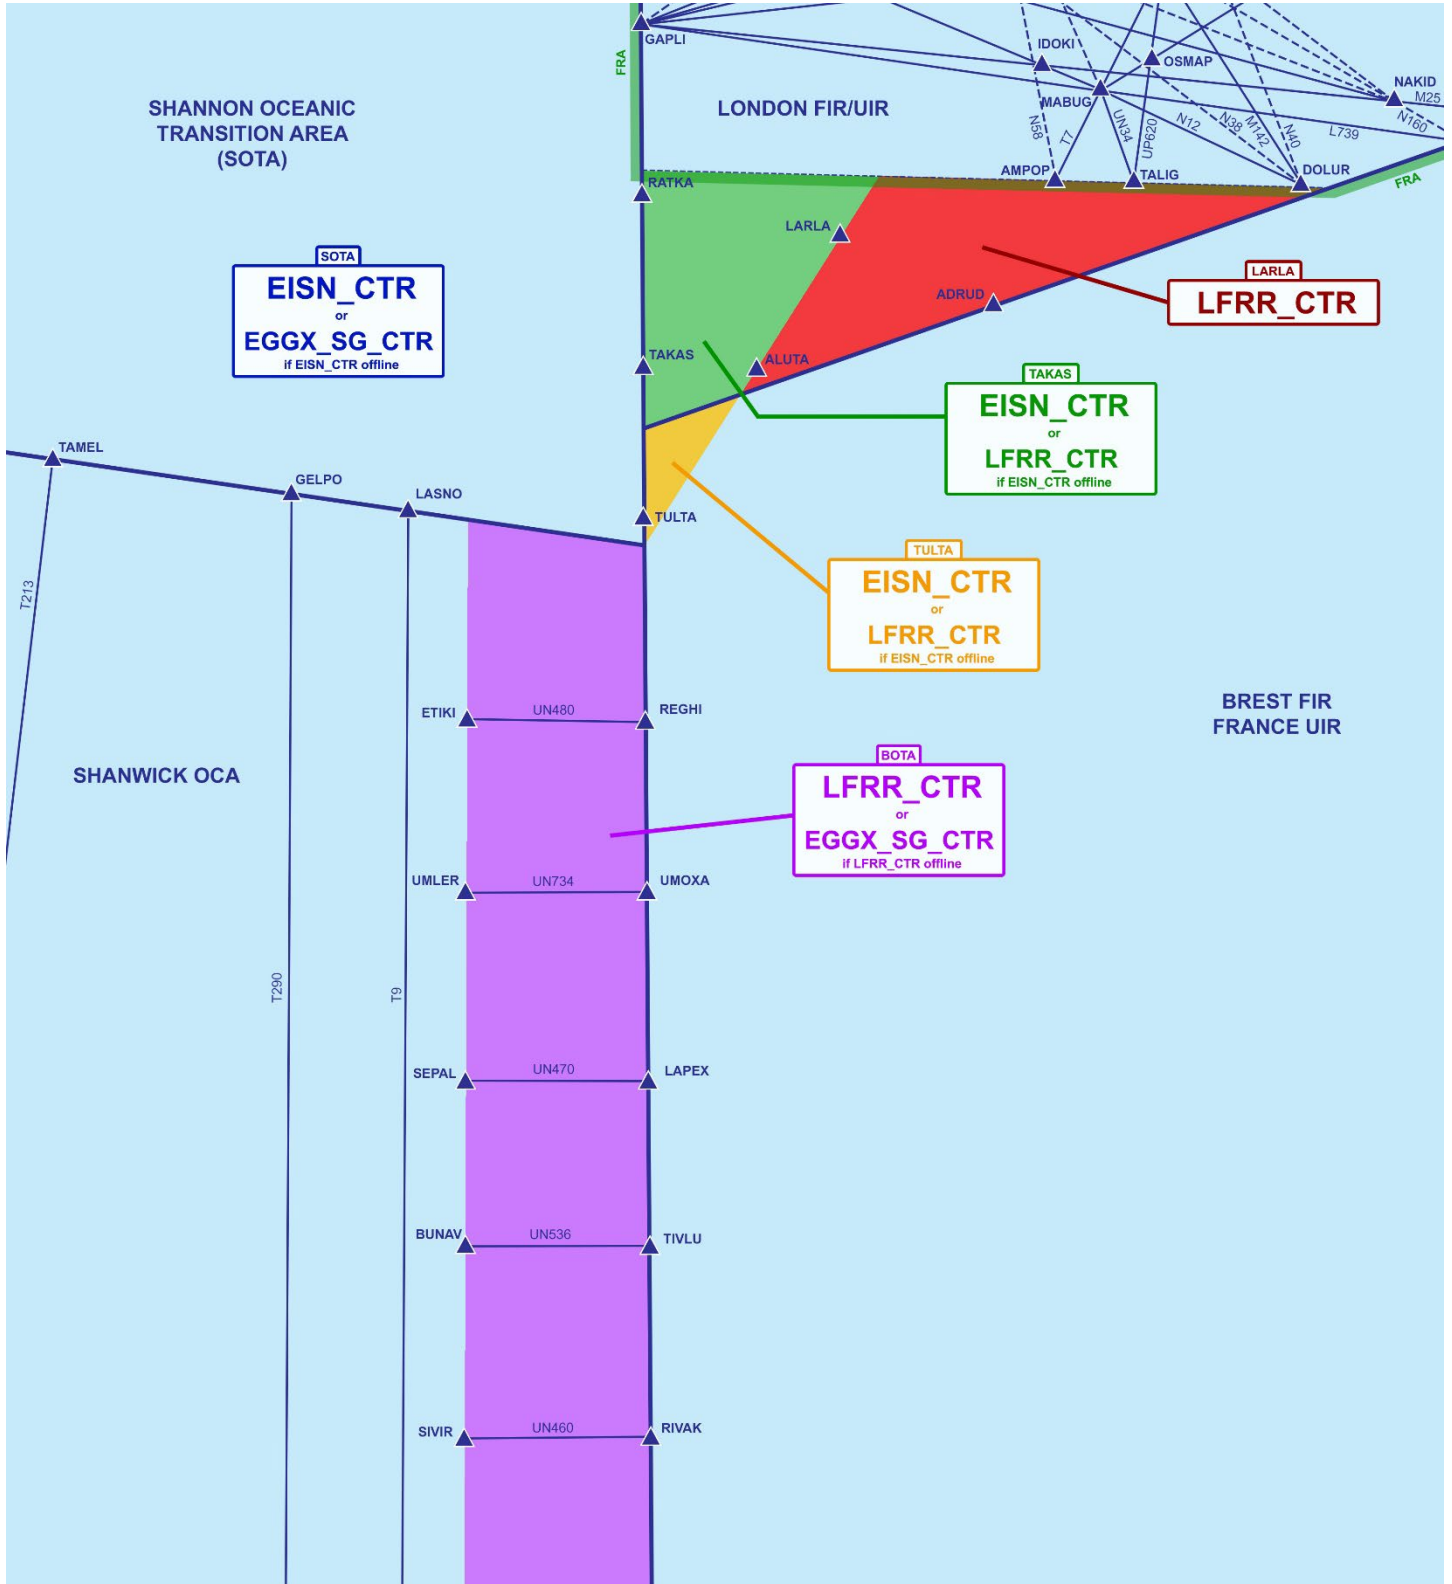 GAPLI
FRA
IDOKI
OSMAP
NAKID
M25
SHANNON OCEANIC
TRANSITION AREA
(SOTA)
LONDON FIR/UIR
MABUG
N58
T7
UN34
UP620
N12
N38
M142
N40
L739
N160
AMPOP
TALIG
DOLUR
FRA
RATKA
LARLA
SOTA
EISN_CTR
or
EGGX_SG_CTR
if EISN_CTR offline
LARLA
LFRR_CTR
ADRUD
TAKAS
ALUTA
TAKAS
EISN_CTR
or
LFRR_CTR
if EISN_CTR offline
TAMEL
GELPO
LASNO
TULTA
TULTA
EISN_CTR
or
LFRR_CTR
if EISN_CTR offline
T213
ETIKI
UN480
REGHI
BREST FIR
FRANCE UIR
SHANWICK OCA
BOTA
LFRR_CTR
or
EGGX_SG_CTR
if LFRR_CTR offline
UMLER
UN734
UMOXA
T290
T9
SEPAL
UN470
LAPEX
BUNAV
UN536
TIVLU
SIVIR
UN460
RIVAK